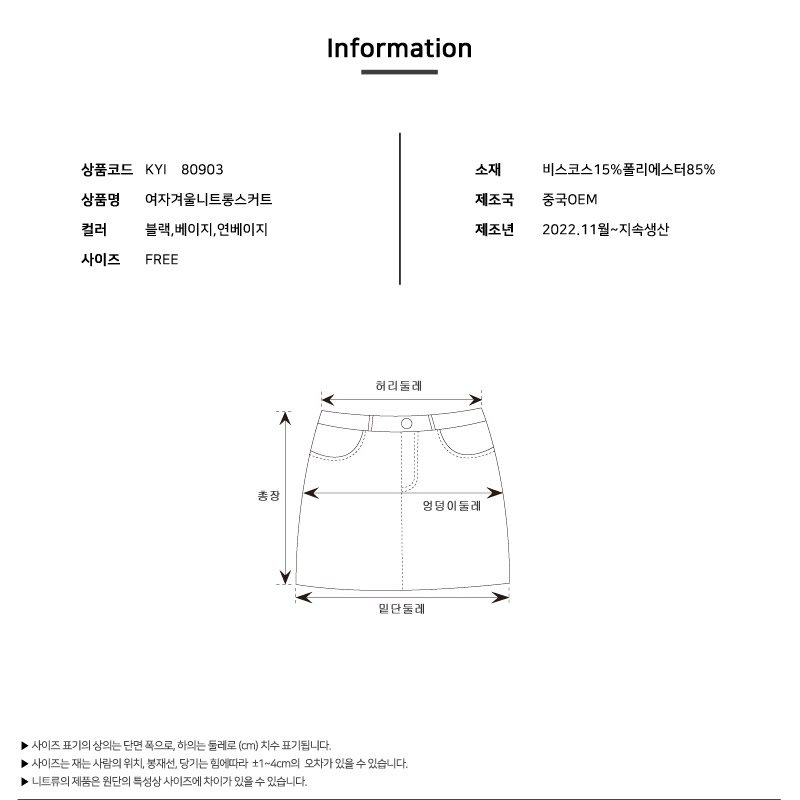 Information
상품코드 KYI 80903
상품명 여자겨울니트롱스커트
컬러 블랙,베이지,연베이지
사이즈 FREE
소재 비스코스15%폴리에스터85%
제조국 중국OEM
제조년 2022.11월~지속생산
허리둘레
총장
엉덩이둘레
밑단둘레
▶ 사이즈 표기의 상의는 단면 폭으로, 하의는 둘레로 (cm) 치수 표기됩니다.
▶ 사이즈는 재는 사람의 위치, 봉재선, 당기는 힘에따라 ±1~4cm의 오차가 있을 수 있습니다.
▶ 니트류의 제품은 원단의 특성상 사이즈에 차이가 있을 수 있습니다.